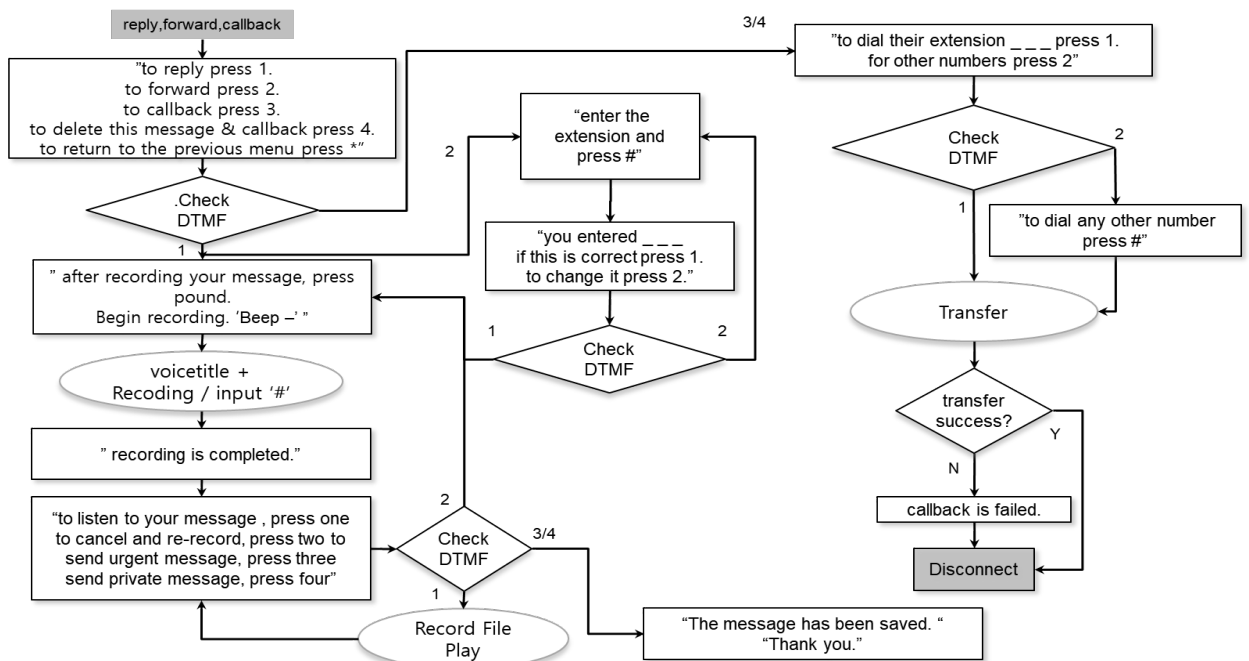 reply,forward,callback
"to reply press 1.
to forward press 2.
to callback press 3.
to delete this message & callback press 4.
to return to the previous menu press *"
.Check
DTMF
1
2
3/4
" after recording your message, press
pound.
Begin recording. 'Beep –' "
voicetitle +
Recoding / input '#'
" recording is completed."
"to listen to your message , press one
to cancel and re-record, press two to
send urgent message, press three
send private message, press four"
Check
DTMF
2
3/4
1
Record File
Play
"The message has been saved. "
"Thank you."
"enter the
extension and
press #"
"you entered _ _ _
if this is correct press 1.
to change it press 2."
Check
DTMF
1
2
"to dial their extension _ _ _ press 1.
for other numbers press 2"
Check
DTMF
2
1
"to dial any other number
press #"
Transfer
transfer
success?
Y
N
callback is failed.
Disconnect